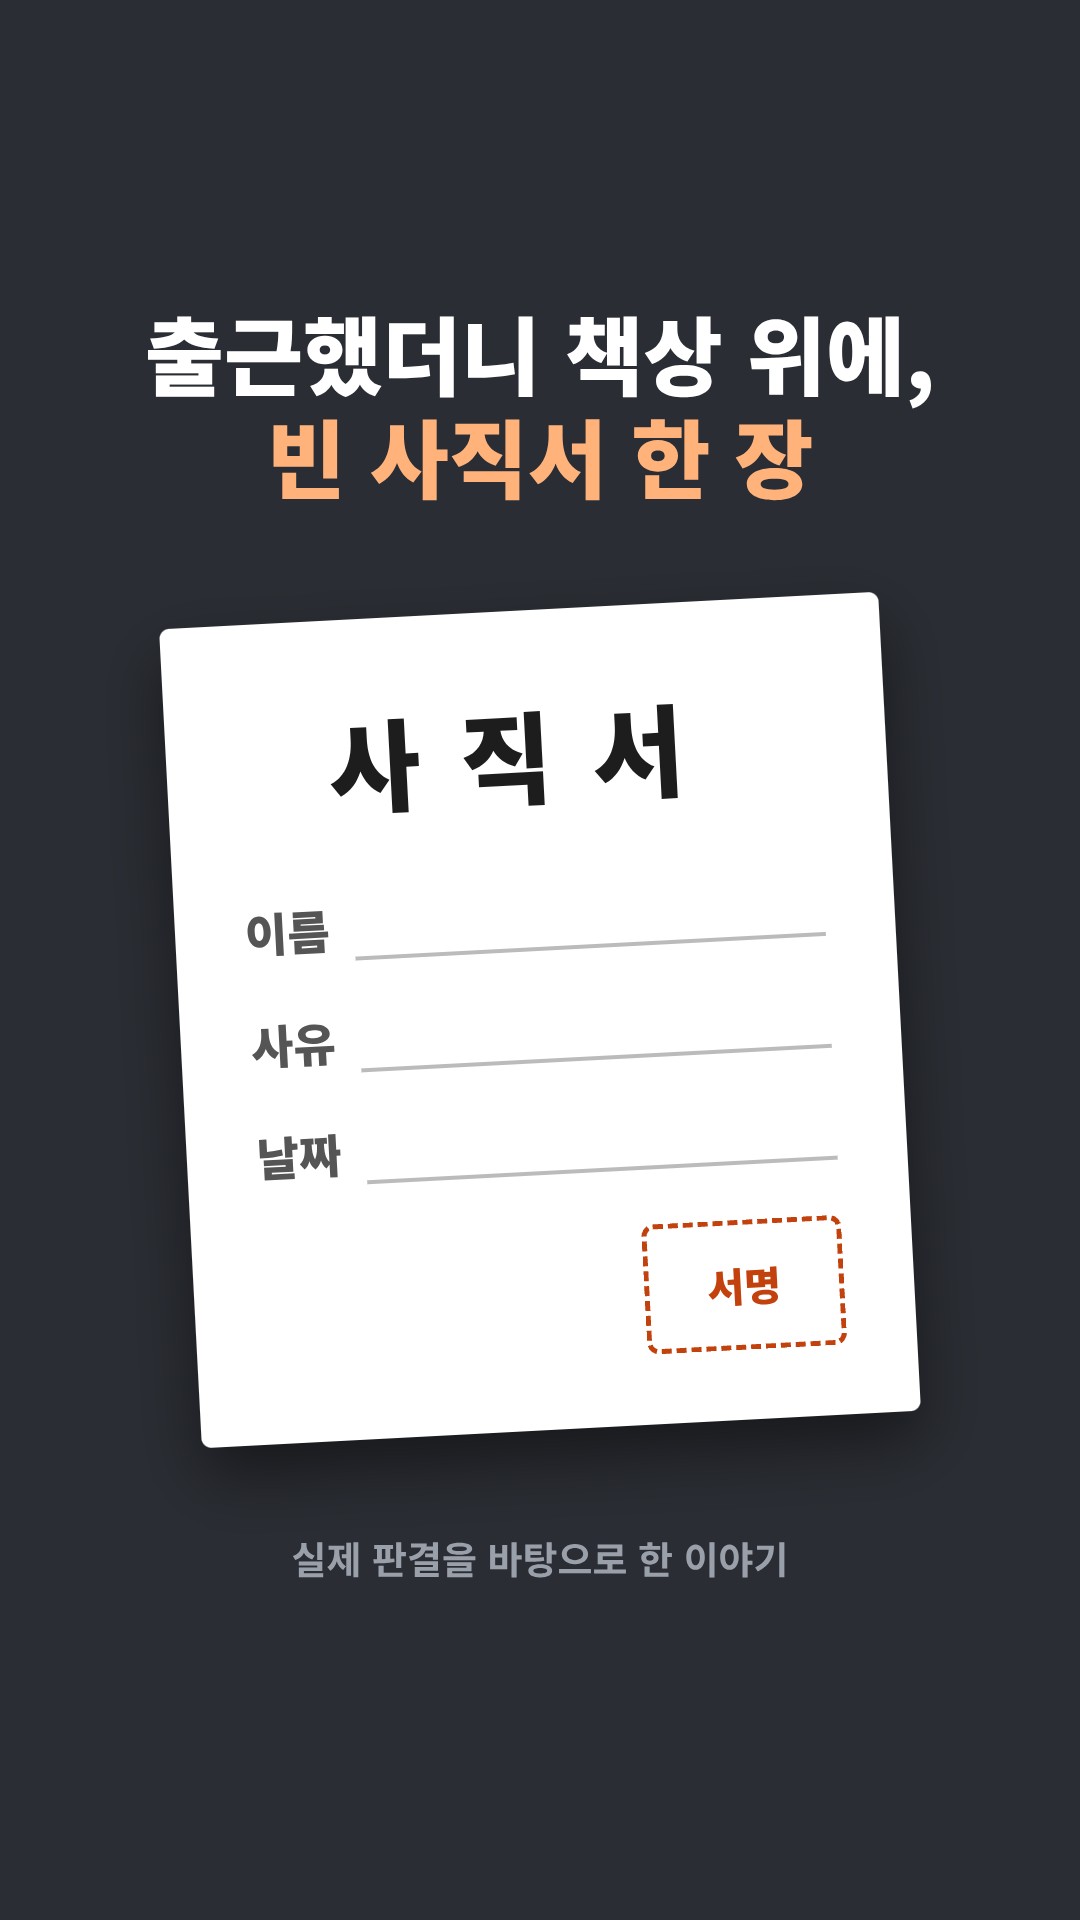 출근했더니 책상 위에,
빈 사직서 한 장
사 직 서
이름
사유
날짜
서명
실제 판결을 바탕으로 한 이야기